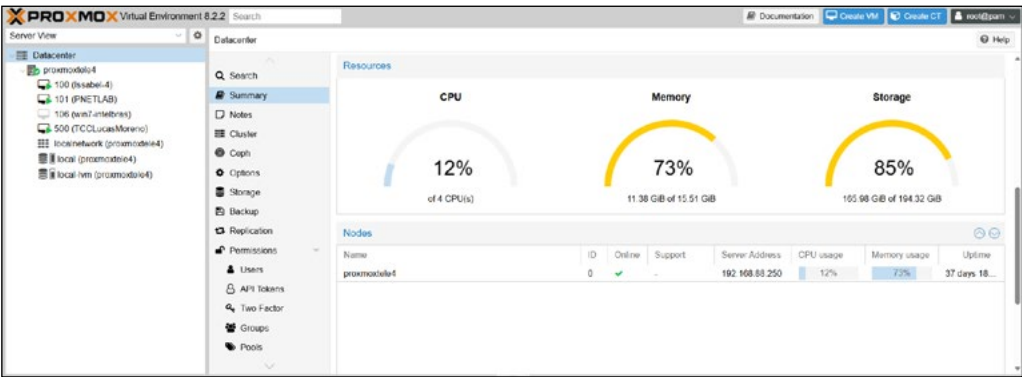 PROXMOX Virtual Environment 8.2.2 Search Documentation Create VM Create CT root@pam
Server View
Datacenter
Help
Datacenter
proxmoxtele4
100 (Issabel-4)
101 (PNETLAB)
106 (win7-intelbras)
500 (TCCLucasMoreno)
localnetwork (proxmoxtele4)
local (proxmoxtele4)
local-lvm (proxmoxtele4)
Search
Summary
Notes
Cluster
Ceph
Options
Storage
Backup
Replication
Permissions
Users
API Tokens
Two Factor
Groups
Pools
Resources
CPU Memory Storage
12% 73% 85%
of 4 CPU(s) 11.38 GiB of 15.51 GiB 165.98 GiB of 194.32 GiB
Nodes
Name ID Online Support Server Address CPU usage Memory usage Uptime
proxmoxtele4 0 - 192.168.88.250 12% 73% 37 days 18...